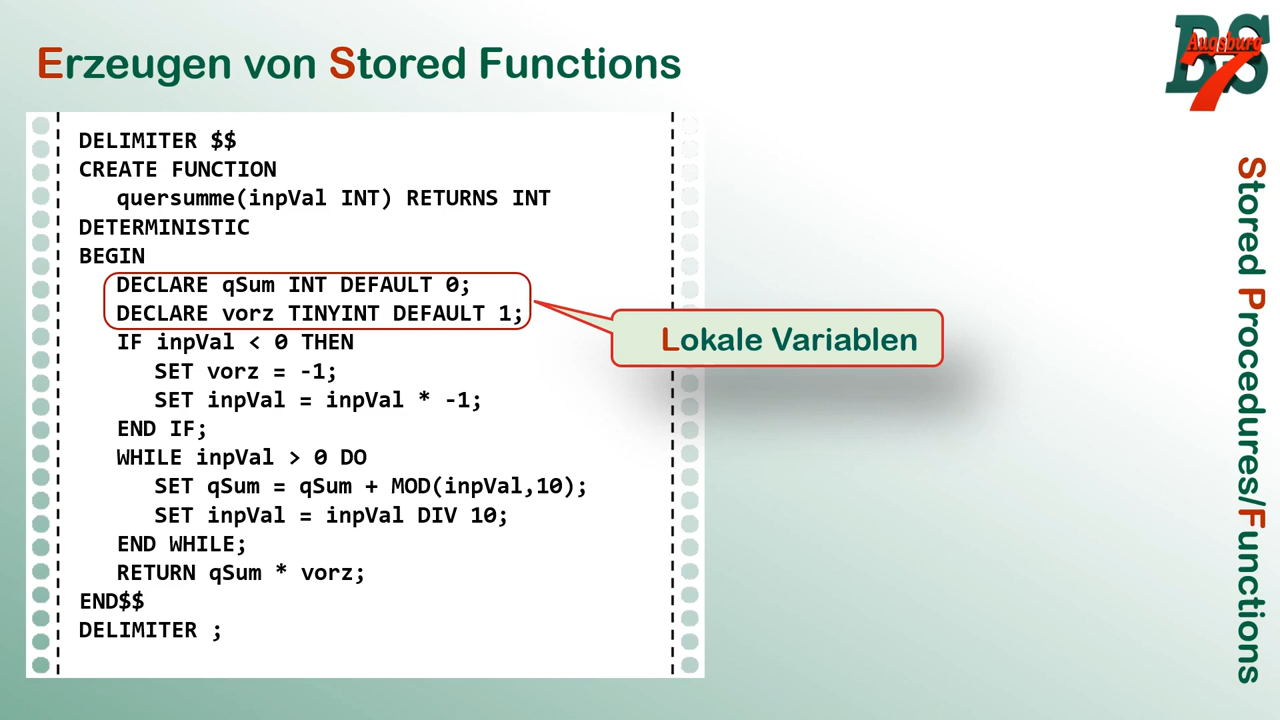 Erzeugen von Stored Functions
BS
Augsburg
7
DELIMITER $$
CREATE FUNCTION
quersumme(inpVal INT) RETURNS INT
DETERMINISTIC
BEGIN
DECLARE qSum INT DEFAULT 0;
DECLARE vorz TINYINT DEFAULT 1;
IF inpVal < 0 THEN
SET vorz = -1;
SET inpVal = inpVal * -1;
END IF;
WHILE inpVal > 0 DO
SET qSum = qSum + MOD(inpVal,10);
SET inpVal = inpVal DIV 10;
END WHILE;
RETURN qSum * vorz;
END$$
DELIMITER ;
Lokale Variablen
Stored Procedures/Functions